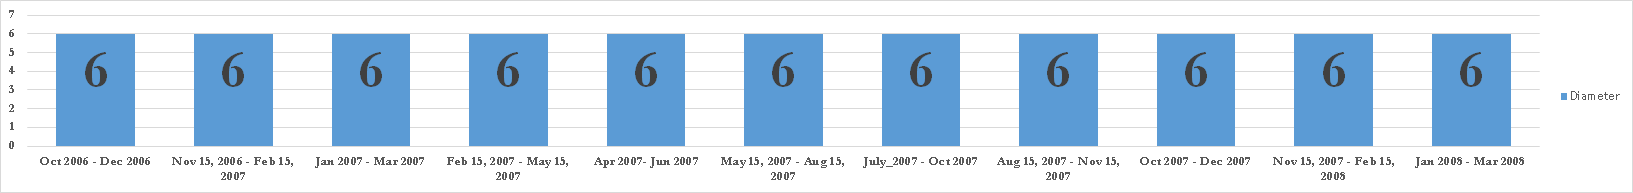 7
6
5
4
3
2
1
0
6 6 6 6 6 6 6 6 6 6 6
Oct 2006 - Dec 2006
Nov 15, 2006 - Feb 15,
2007
Jan 2007 - Mar 2007
Feb 15, 2007 - May 15,
2007
Apr 2007- Jun 2007
May 15, 2007 - Aug 15,
2007
July_2007 - Oct 2007
Aug 15, 2007 - Nov 15,
2007
Oct 2007 - Dec 2007
Nov 15, 2007 - Feb 15,
2008
Jan 2008 - Mar 2008
Diameter